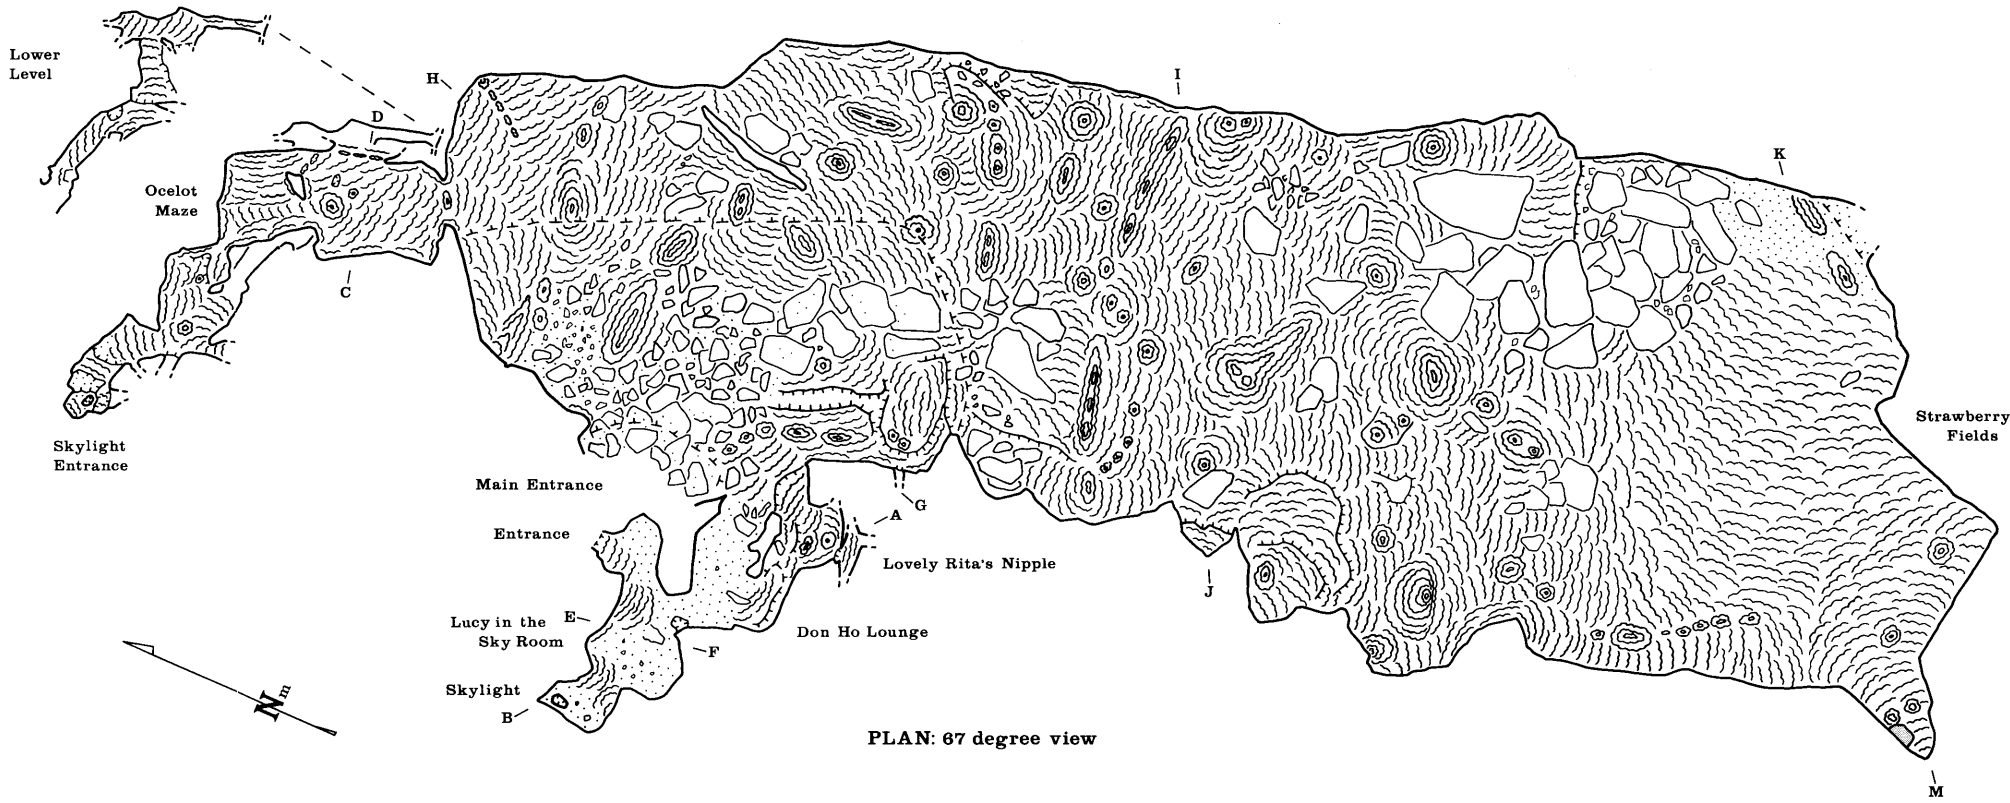 Lower
Level
H
I
D
K
Ocelot
Maze
C
Strawberry
Fields
Skylight
Entrance
Main Entrance
G
A
Entrance
Lovely Rita's Nipple
J
E
Lucy in the
Sky Room
Don Ho Lounge
F
Skylight
B
Nm
PLAN: 67 degree view
M